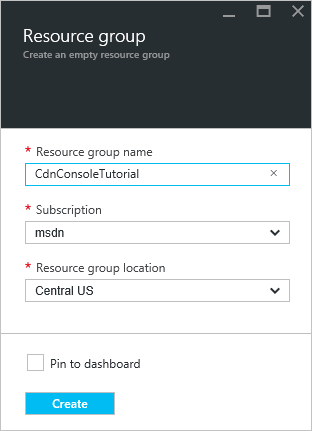 Resource group
Create an empty resource group
* Resource group name
CdnConsoleTutorial
* Subscription
msdn
* Resource group location
Central US
Pin to dashboard
Create